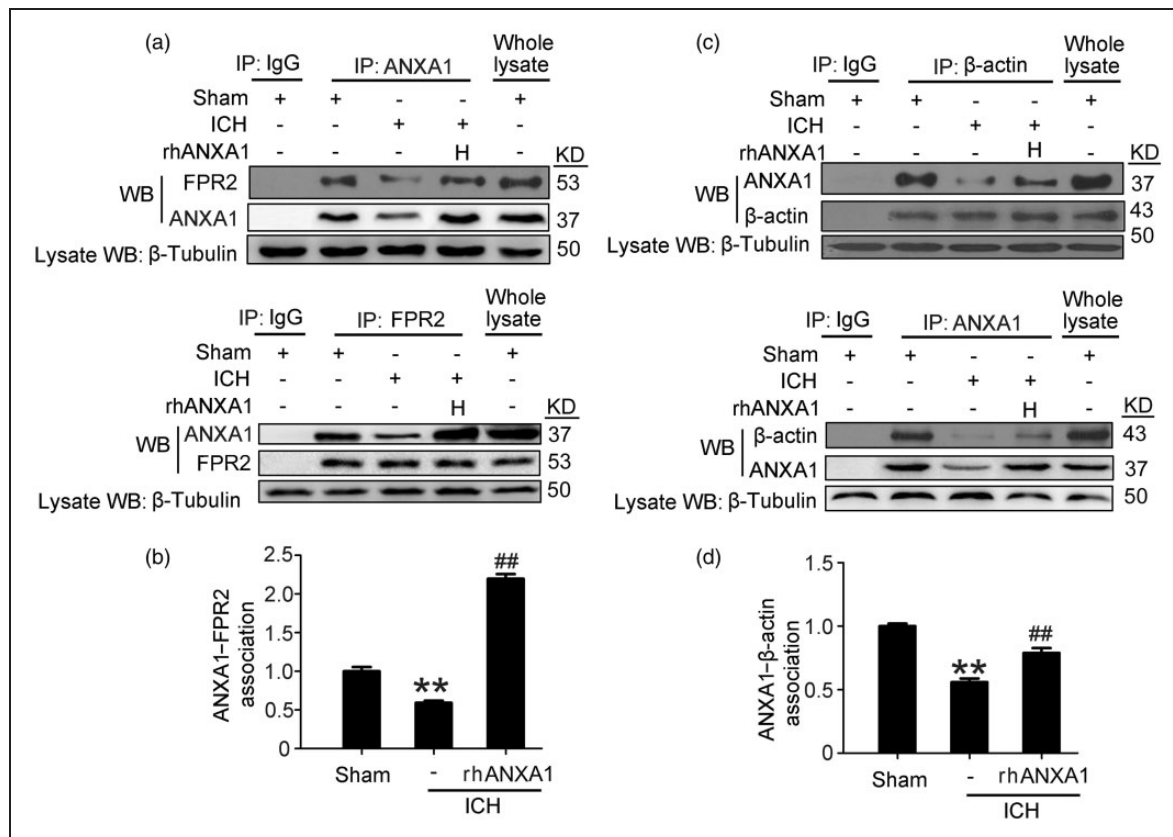 (a)
Whole
IP: IgG IP: ANXA1 lysate
Sham + + - - +
ICH - - + + -
rhANXA1 - - - H - KD
WB FPR2 53
ANXA1 37
Lysate WB: β-Tubulin 50
Whole
IP: IgG IP: FPR2 lysate
Sham + + - - +
ICH - - + + -
rhANXA1 - - - H - KD
WB ANXA1 37
FPR2 53
Lysate WB: β-Tubulin 50
(b)
ANXA1-FPR2
association
2.5
2.0
1.5
1.0
0.5
0
**
##
Sham - rhANXA1
ICH
(c)
Whole
IP: IgG IP: β-actin lysate
Sham + + - - +
ICH - - + + -
rhANXA1 - - - H - KD
WB ANXA1 37
β-actin 43
Lysate WB: β-Tubulin 50
Whole
IP: IgG IP: ANXA1 lysate
Sham + + - - +
ICH - - + + -
rhANXA1 - - - H - KD
WB β-actin 43
ANXA1 37
Lysate WB: β-Tubulin 50
(d)
ANXA1-β-actin
association
1.5
1.0
0.5
0
**
##
Sham - rhANXA1
ICH